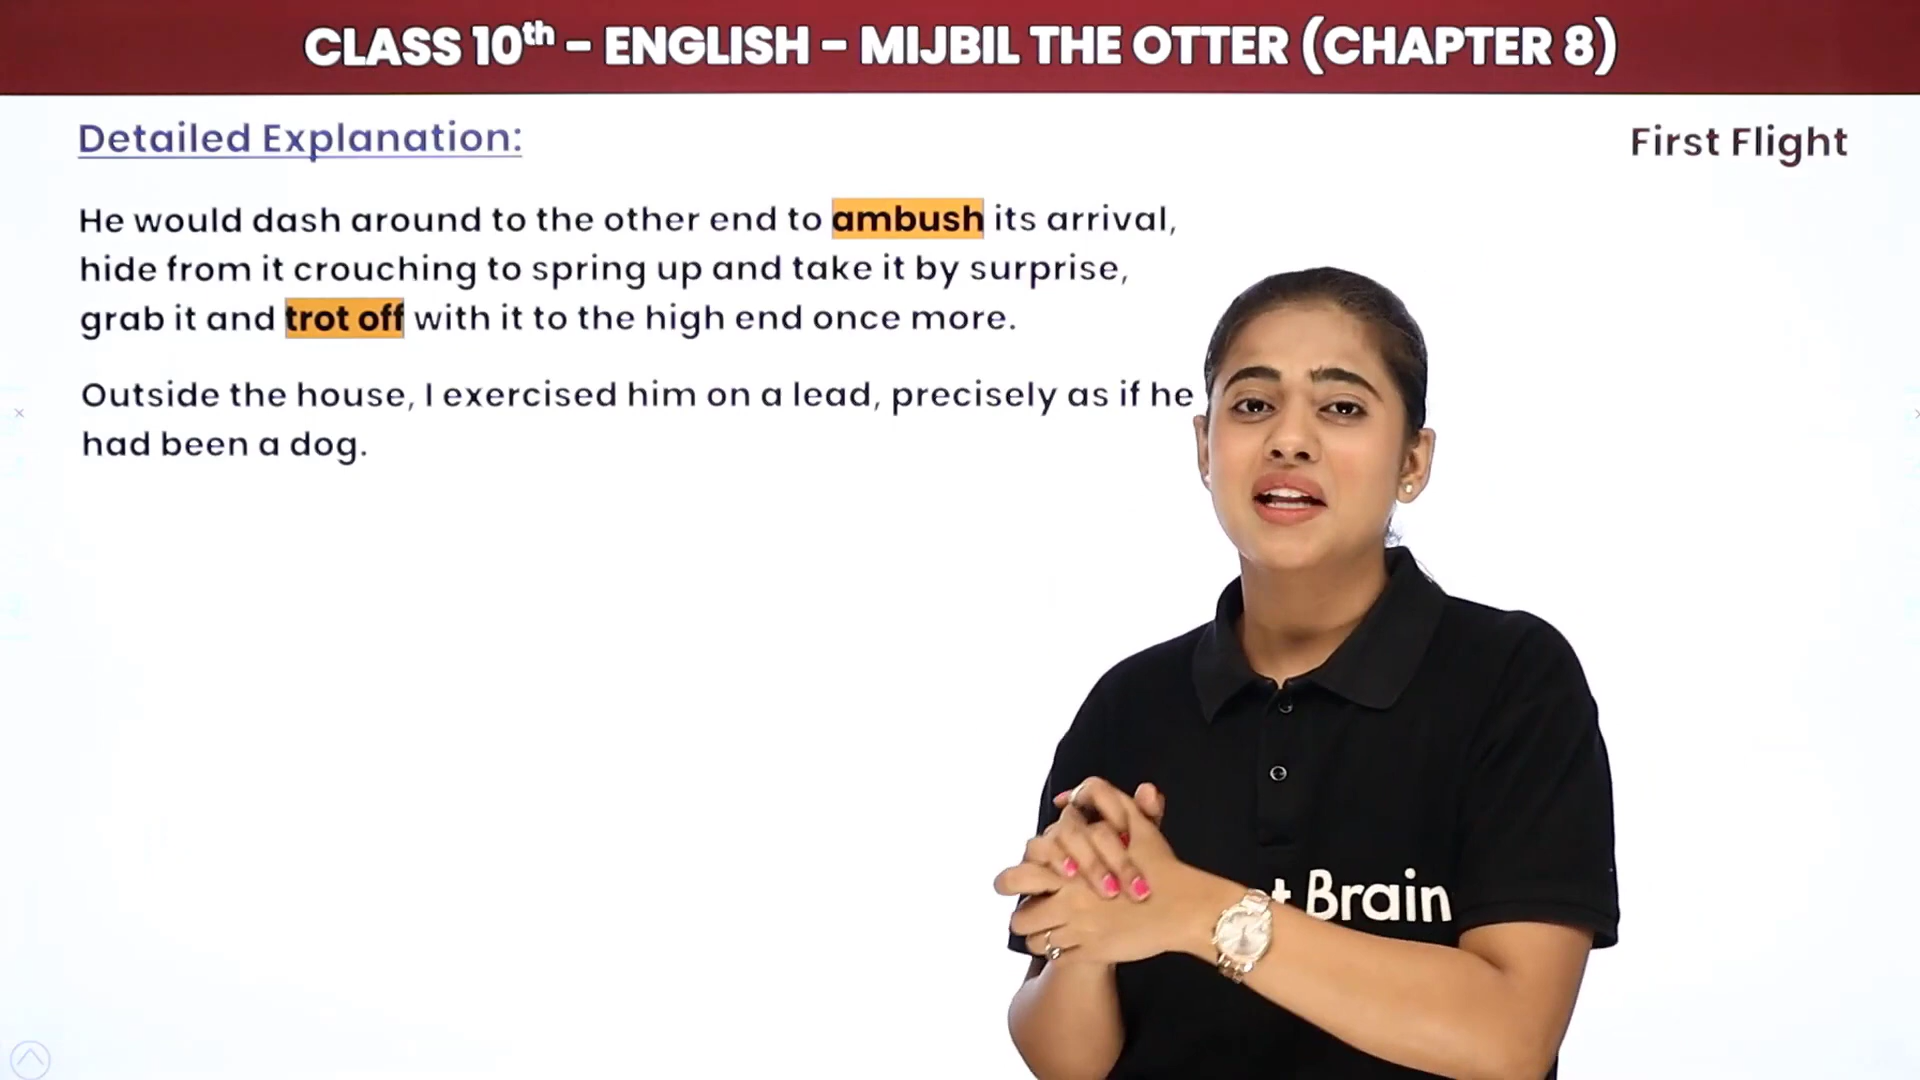 CLASS 10th - ENGLISH - MIJBIL THE OTTER (CHAPTER 8)
Detailed Explanation:
First Flight
He would dash around to the other end to ambush its arrival,
hide from it crouching to spring up and take it by surprise,
grab it and trot off with it to the high end once more.
Outside the house, I exercised him on a lead, precisely as if he
had been a dog.
t Brain